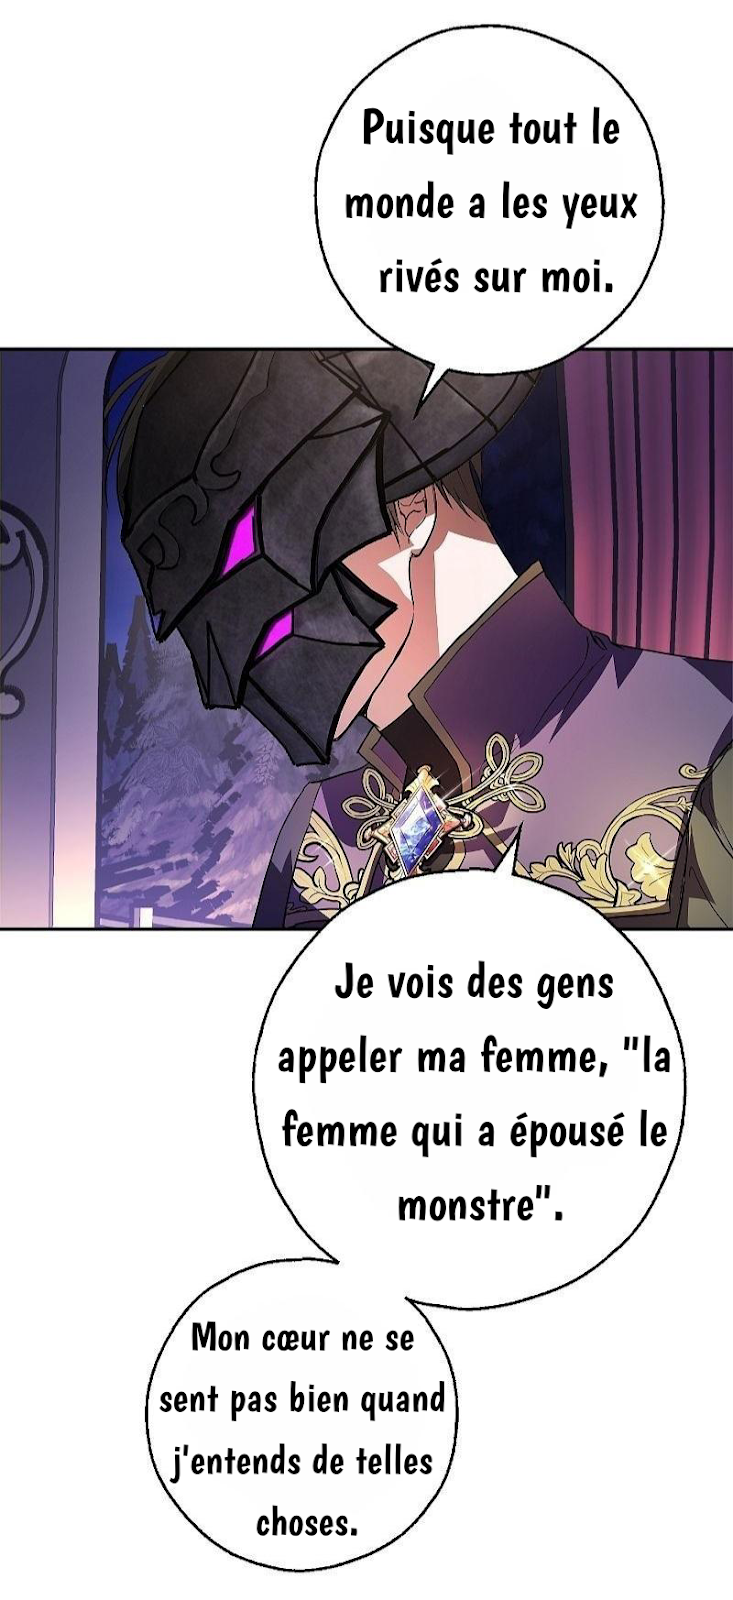 Puisque tout le
monde a les yeux
rivés sur moi.
Je vois des gens
appeler ma femme, "la
femme qui a épousé le
monstre".
Mon cœur ne se
sent pas bien quand
j'entends de telles
choses.